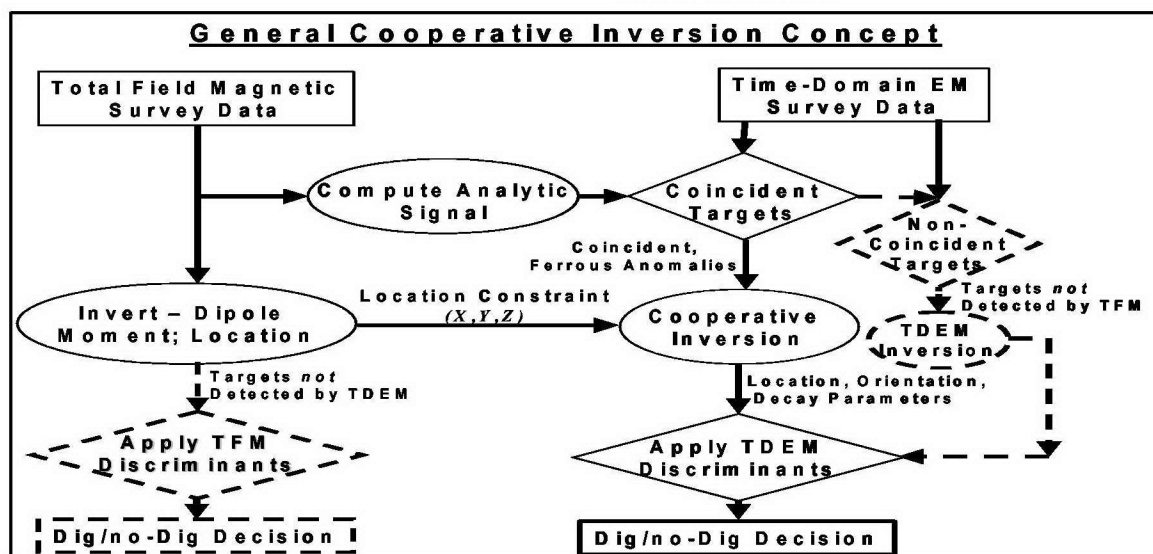 General Cooperative Inversion Concept
Total Field Magnetic
Survey Data
Time-Domain EM
Survey Data
Compute Analytic
Signal
Coincident
Targets
Non-
Coincident
Targets
Coincident,
Ferrous Anomalies
Targets not
Detected by TFM
Invert – Dipole
Moment; Location
Location Constraint
(X,Y,Z)
Cooperative
Inversion
TDEM
Inversion
Targets not
Detected by TDEM
Location, Orientation,
Decay Parameters
Apply TFM
Discriminants
Apply TDEM
Discriminants
Dig/no-Dig Decision
Dig/no-Dig Decision